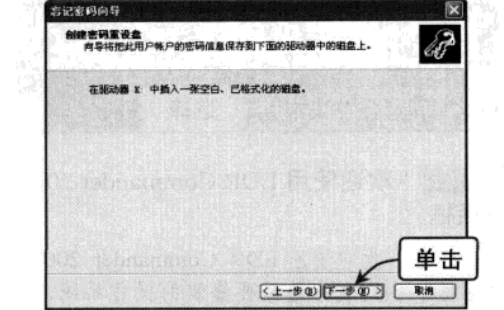 忘记密码向导
创建密码重设盘
向导将把此用户帐户的密码信息保存到下面的驱动器中的磁盘上。
在驱动器 E: 中插入一张空白、已格式化的磁盘。
单击
<上一步(B) 下一步(N)> 取消